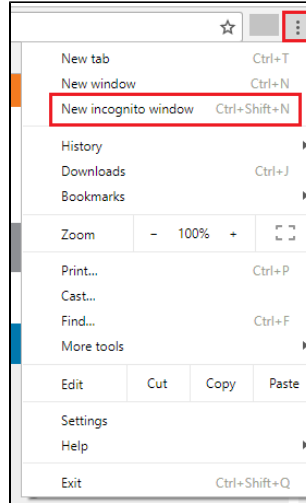 New tab Ctrl+T
New window Ctrl+N
New incognito window Ctrl+Shift+N
History
Downloads Ctrl+J
Bookmarks
Zoom - 100% +
Print... Ctrl+P
Cast...
Find... Ctrl+F
More tools
Edit Cut Copy Paste
Settings
Help
Exit Ctrl+Shift+Q